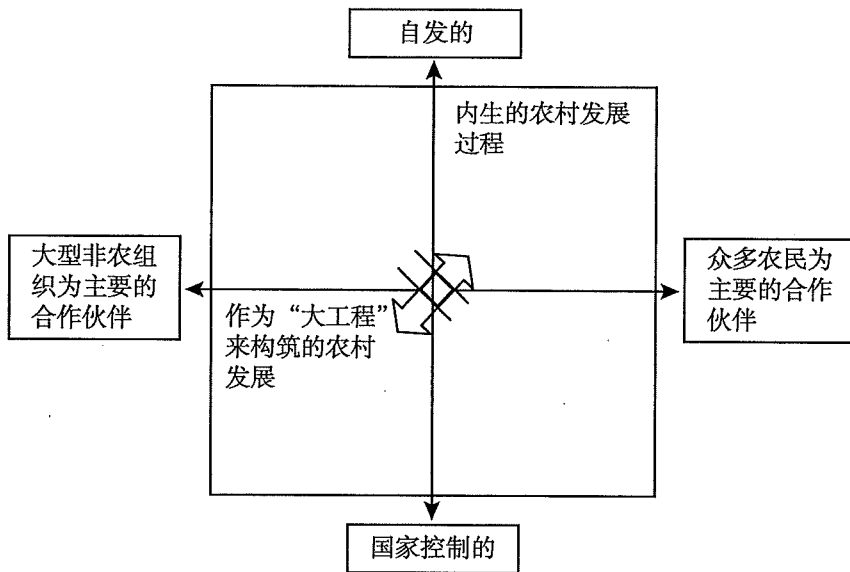 自发的
内生的农村发展
过程
大型非农组
织为主要的
合作伙伴
众多农民为
主要的合作
伙伴
作为“大工程”
来构筑的农村
发展
国家控制的